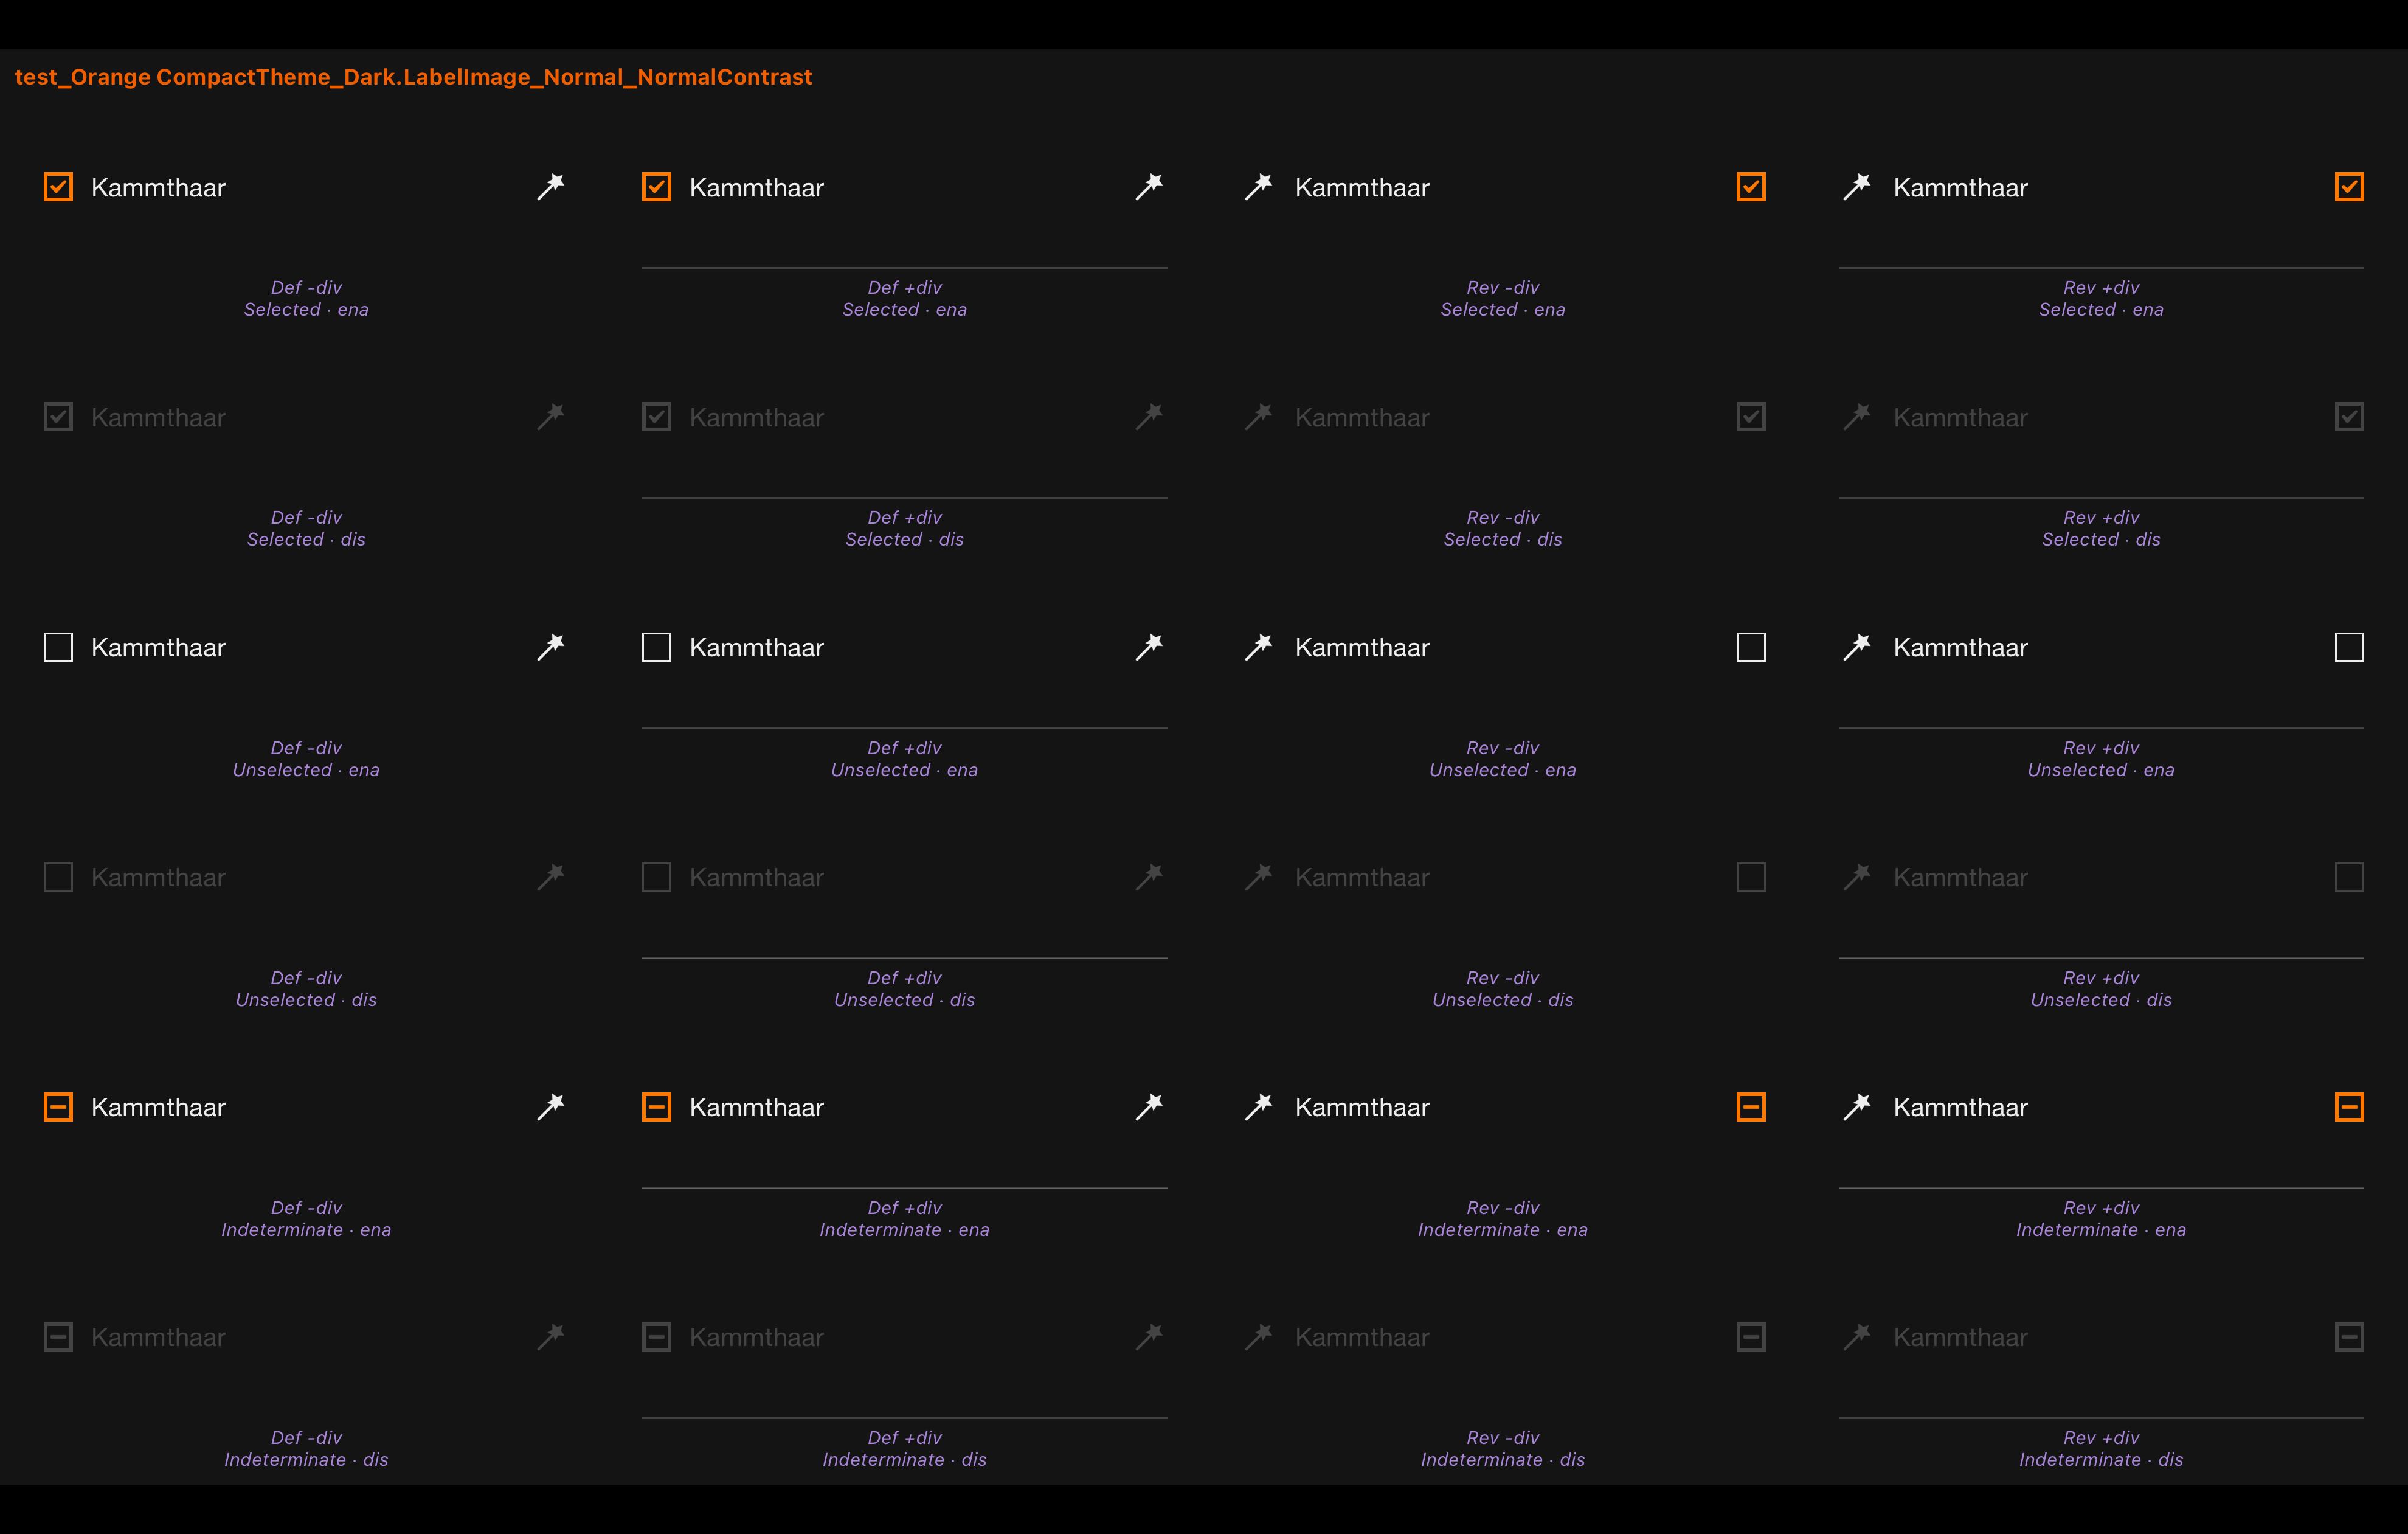 test_Orange CompactTheme_Dark.LabelImage_Normal_NormalContrast
Kammthaar
Kammthaar
Kammthaar
Kammthaar
Def -div
Selected · ena
Def +div
Selected · ena
Rev -div
Selected · ena
Rev +div
Selected · ena
Kammthaar
Kammthaar
Kammthaar
Kammthaar
Def -div
Selected · dis
Def +div
Selected · dis
Rev -div
Selected · dis
Rev +div
Selected · dis
Kammthaar
Kammthaar
Kammthaar
Kammthaar
Def -div
Unselected · ena
Def +div
Unselected · ena
Rev -div
Unselected · ena
Rev +div
Unselected · ena
Kammthaar
Kammthaar
Kammthaar
Kammthaar
Def -div
Unselected · dis
Def +div
Unselected · dis
Rev -div
Unselected · dis
Rev +div
Unselected · dis
Kammthaar
Kammthaar
Kammthaar
Kammthaar
Def -div
Indeterminate · ena
Def +div
Indeterminate · ena
Rev -div
Indeterminate · ena
Rev +div
Indeterminate · ena
Kammthaar
Kammthaar
Kammthaar
Kammthaar
Def -div
Indeterminate · dis
Def +div
Indeterminate · dis
Rev -div
Indeterminate · dis
Rev +div
Indeterminate · dis